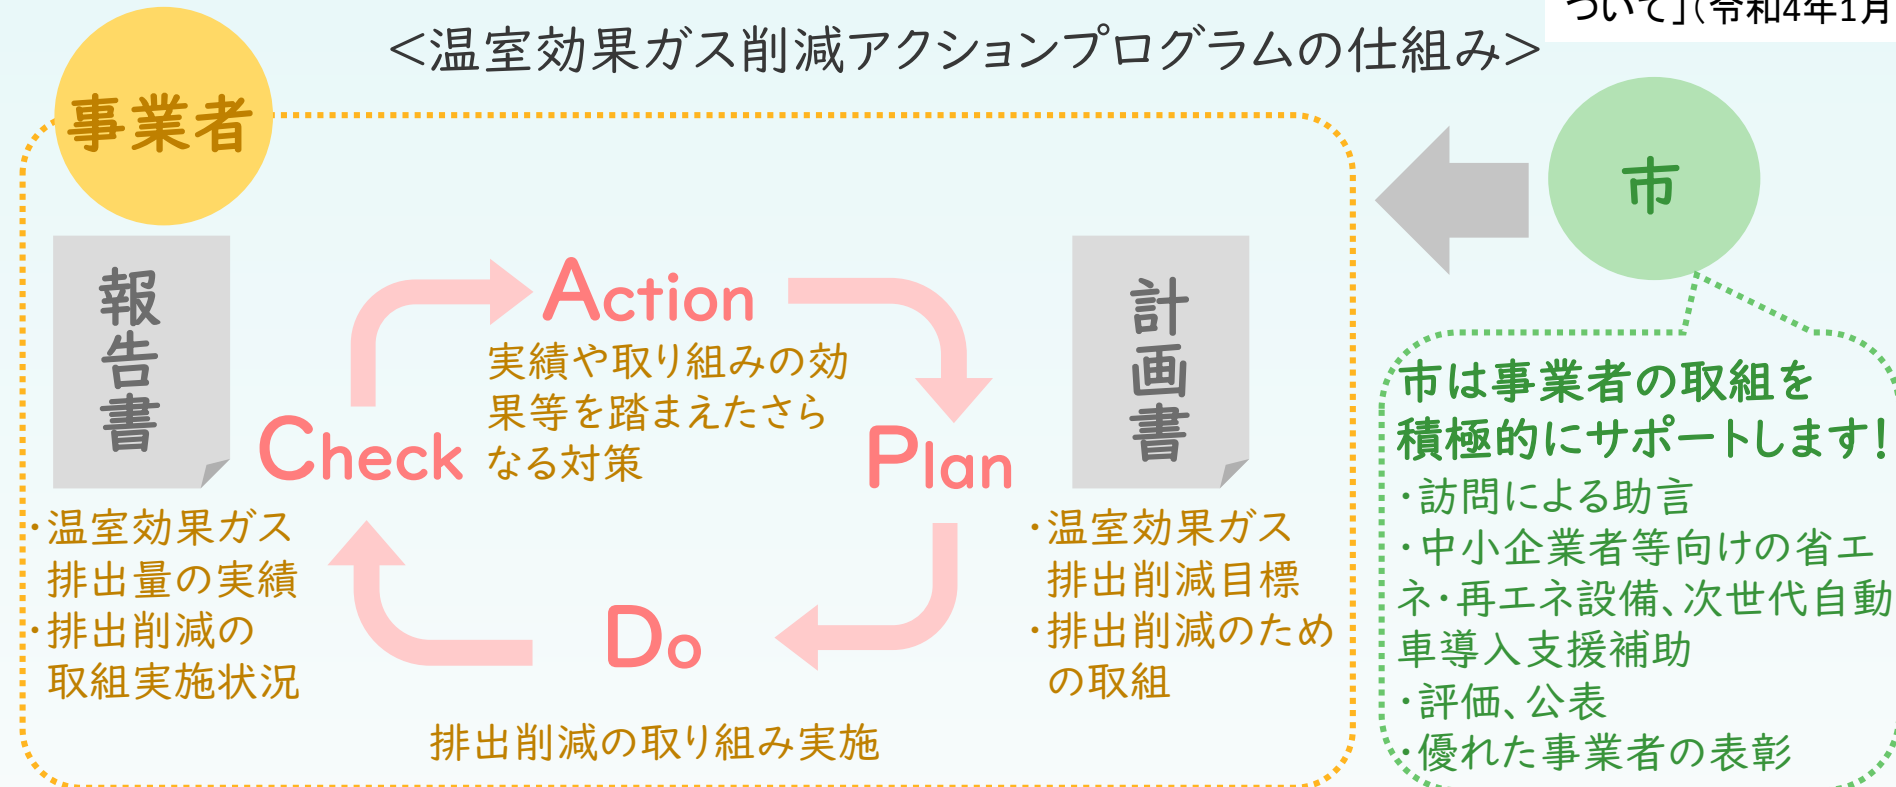 ついて」(令和4年1月
<温室効果ガス削減アクションプログラムの仕組み>
事業者
市
報告書
計画書
Action
実績や取り組みの効
果等を踏まえたさら
なる対策
Check
Plan
Do
・温室効果ガス
排出量の実績
・排出削減の
取組実施状況
・温室効果ガス
排出削減目標
・排出削減のため
の取組
排出削減の取り組み実施
市は事業者の取組を
積極的にサポートします!
・訪問による助言
・中小企業者等向けの省エ
ネ・再エネ設備、次世代自動
車導入支援補助
・評価、公表
・優れた事業者の表彰